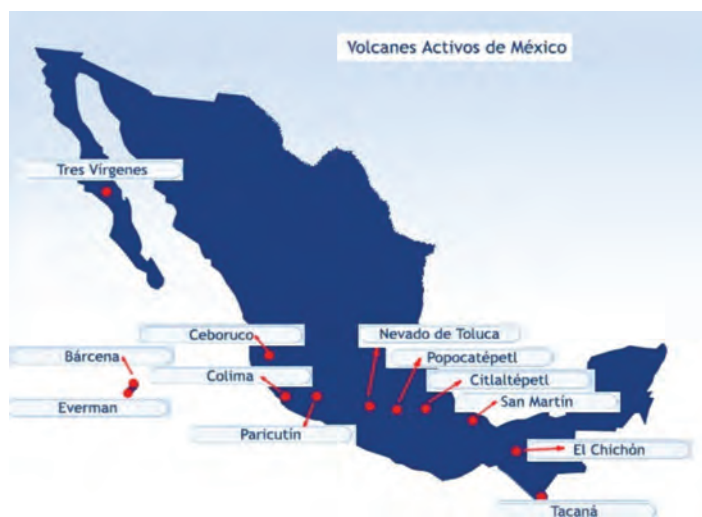 Volcanes Activos de México
Tres Vírgenes
Ceboruco
Nevado de Toluca
Bárcena
Popocatépetl
Colima
Citlaltépetl
Everman
San Martín
Paricutín
El Chichón
Tacaná